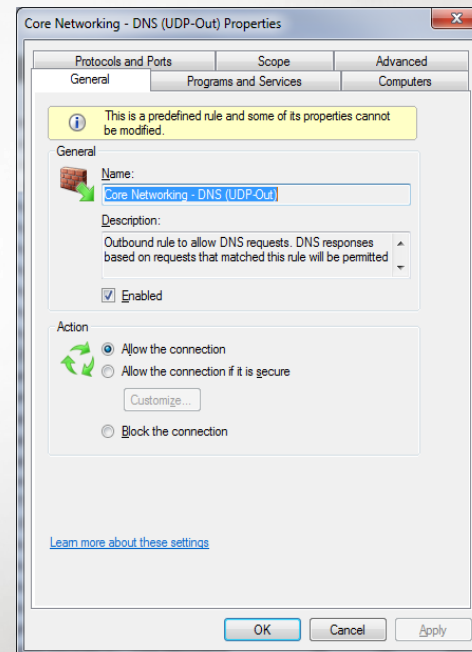 Core Networking - DNS (UDP-Out) Properties
Protocols and Ports Scope Advanced
General Programs and Services Computers
This is a predefined rule and some of its properties cannot
be modified.
General
Name:
Core Networking - DNS (UDP-Out)
Description:
Outbound rule to allow DNS requests. DNS responses
based on requests that matched this rule will be permitted
Enabled
Action
Allow the connection
Allow the connection if it is secure
Customize...
Block the connection
Learn more about these settings
OK Cancel Apply